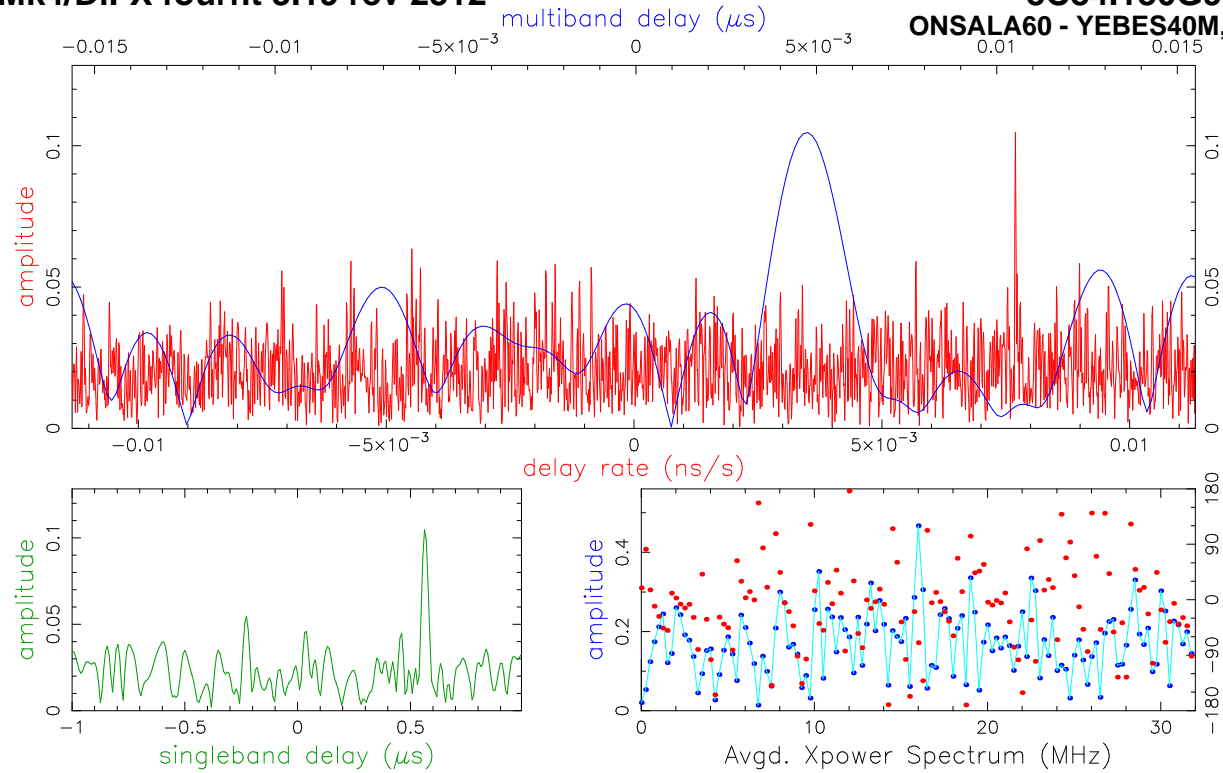 multiband delay (μs)
ONSALA60 - YEBES40M,
−0.015 −0.01 −5×10⁻³ 0 5×10⁻³ 0.01 0.015
amplitude
0 0.05 0.1
0 0.05 0.1
−0.01 −5×10⁻³ 0 5×10⁻³ 0.01
delay rate (ns/s)
amplitude
0 0.05 0.1
−1 −0.5 0 0.5
singleband delay (μs)
amplitude
0 0.2 0.4
−180 −90 0 90 180
0 10 20 30
Avgd. Xpower Spectrum (MHz)